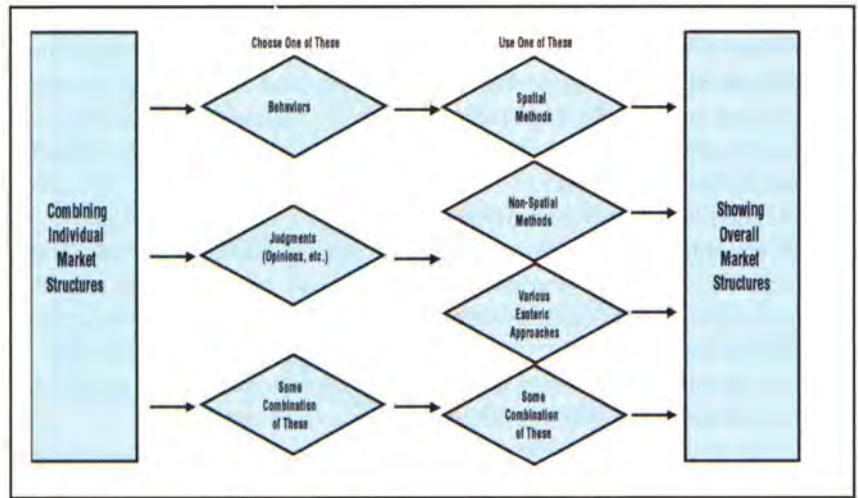 Choose One of These
Use One of These
Combining
Individual
Market
Structures
Behaviors
Judgments
(Opinions, etc.)
Some
Combination
of These
Spatial
Methods
Non-Spatial
Methods
Various
Esoteric
Approaches
Some
Combination
of These
Showing
Overall
Market
Structures